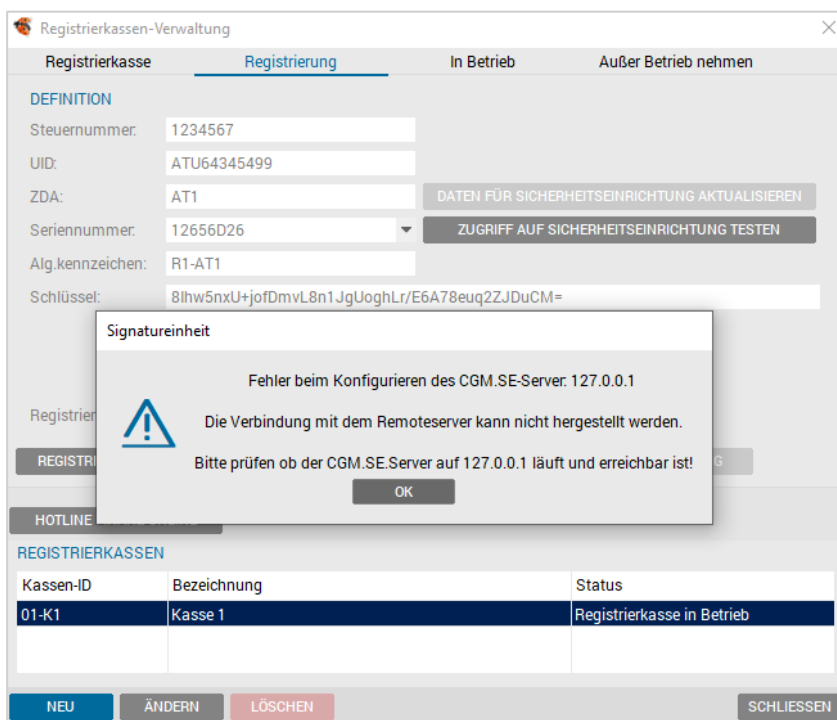 Registrierkassen-Verwaltung
Registrierkasse Registrierung In Betrieb Außer Betrieb nehmen
DEFINITION
Steuernummer: 1234567
UID: ATU64345499
ZDA: AT1 DATEN FÜR SICHERHEITSEINRICHTUNG AKTUALISIEREN
Seriennummer: 12656D26 ZUGRIFF AUF SICHERHEITSEINRICHTUNG TESTEN
Alg.kennzeichen: R1-AT1
Schlüssel: 8Ihw5nxU+jofDmvL8n1JgUoghLr/E6A78euq2ZJDuCM=
Signatureinheit
Fehler beim Konfigurieren des CGM.SE-Server: 127.0.0.1
Die Verbindung mit dem Remoteserver kann nicht hergestellt werden.
Bitte prüfen ob der CGM.SE.Server auf 127.0.0.1 läuft und erreichbar ist!
OK
Registrier
REGISTRI G
HOTLINE
REGISTRIERKASSEN
Kassen-ID Bezeichnung Status
01-K1 Kasse 1 Registrierkasse in Betrieb
NEU ÄNDERN LÖSCHEN SCHLIESSEN